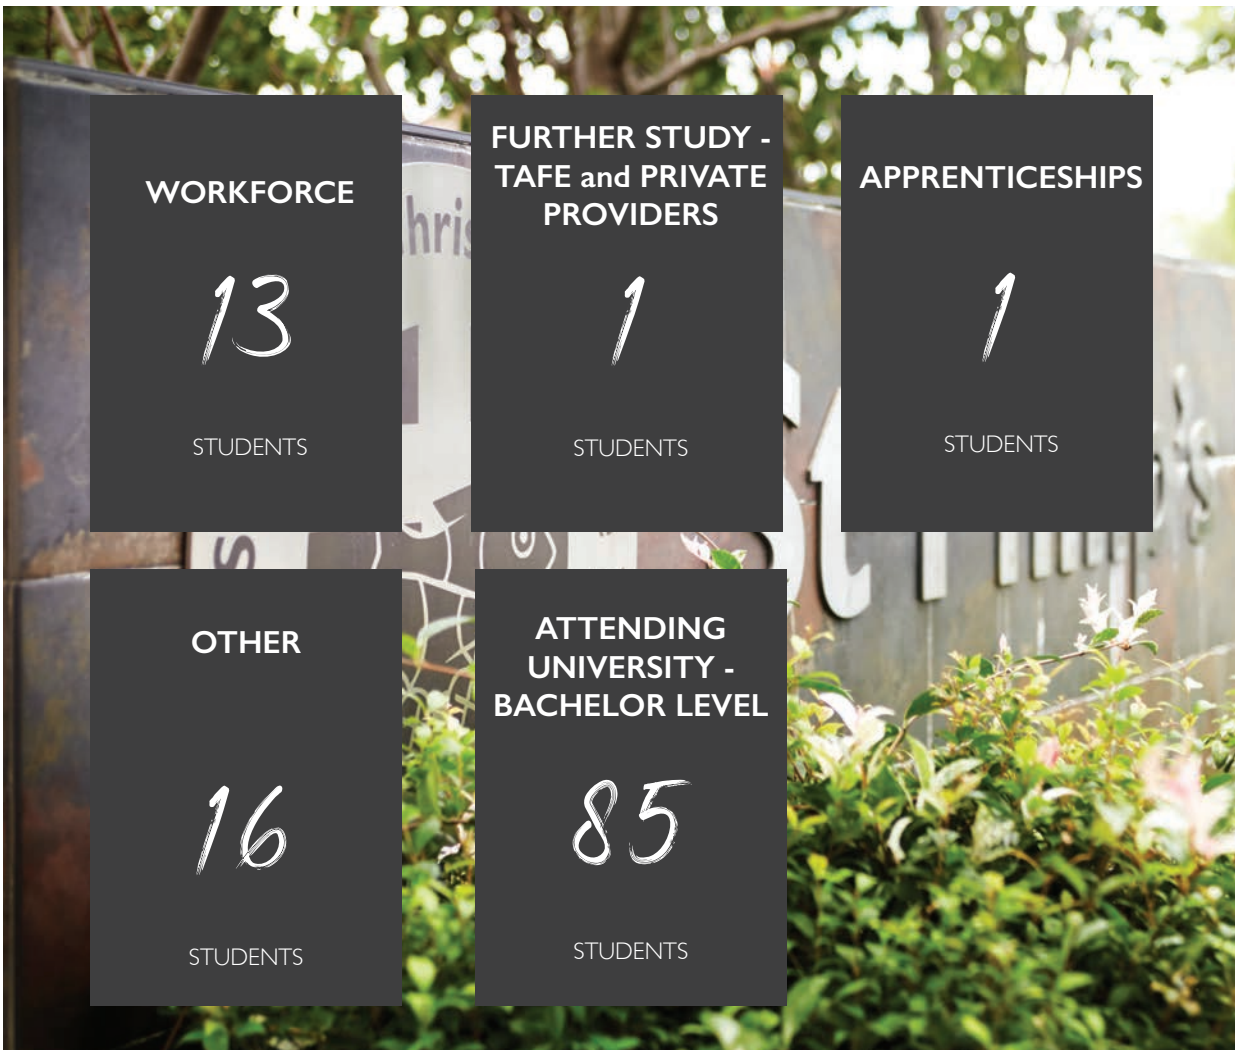 WORKFORCE
13
STUDENTS
FURTHER STUDY -
TAFE and PRIVATE
PROVIDERS
1
STUDENTS
APPRENTICESHIPS
1
STUDENTS
OTHER
16
STUDENTS
ATTENDING
UNIVERSITY -
BACHELOR LEVEL
85
STUDENTS